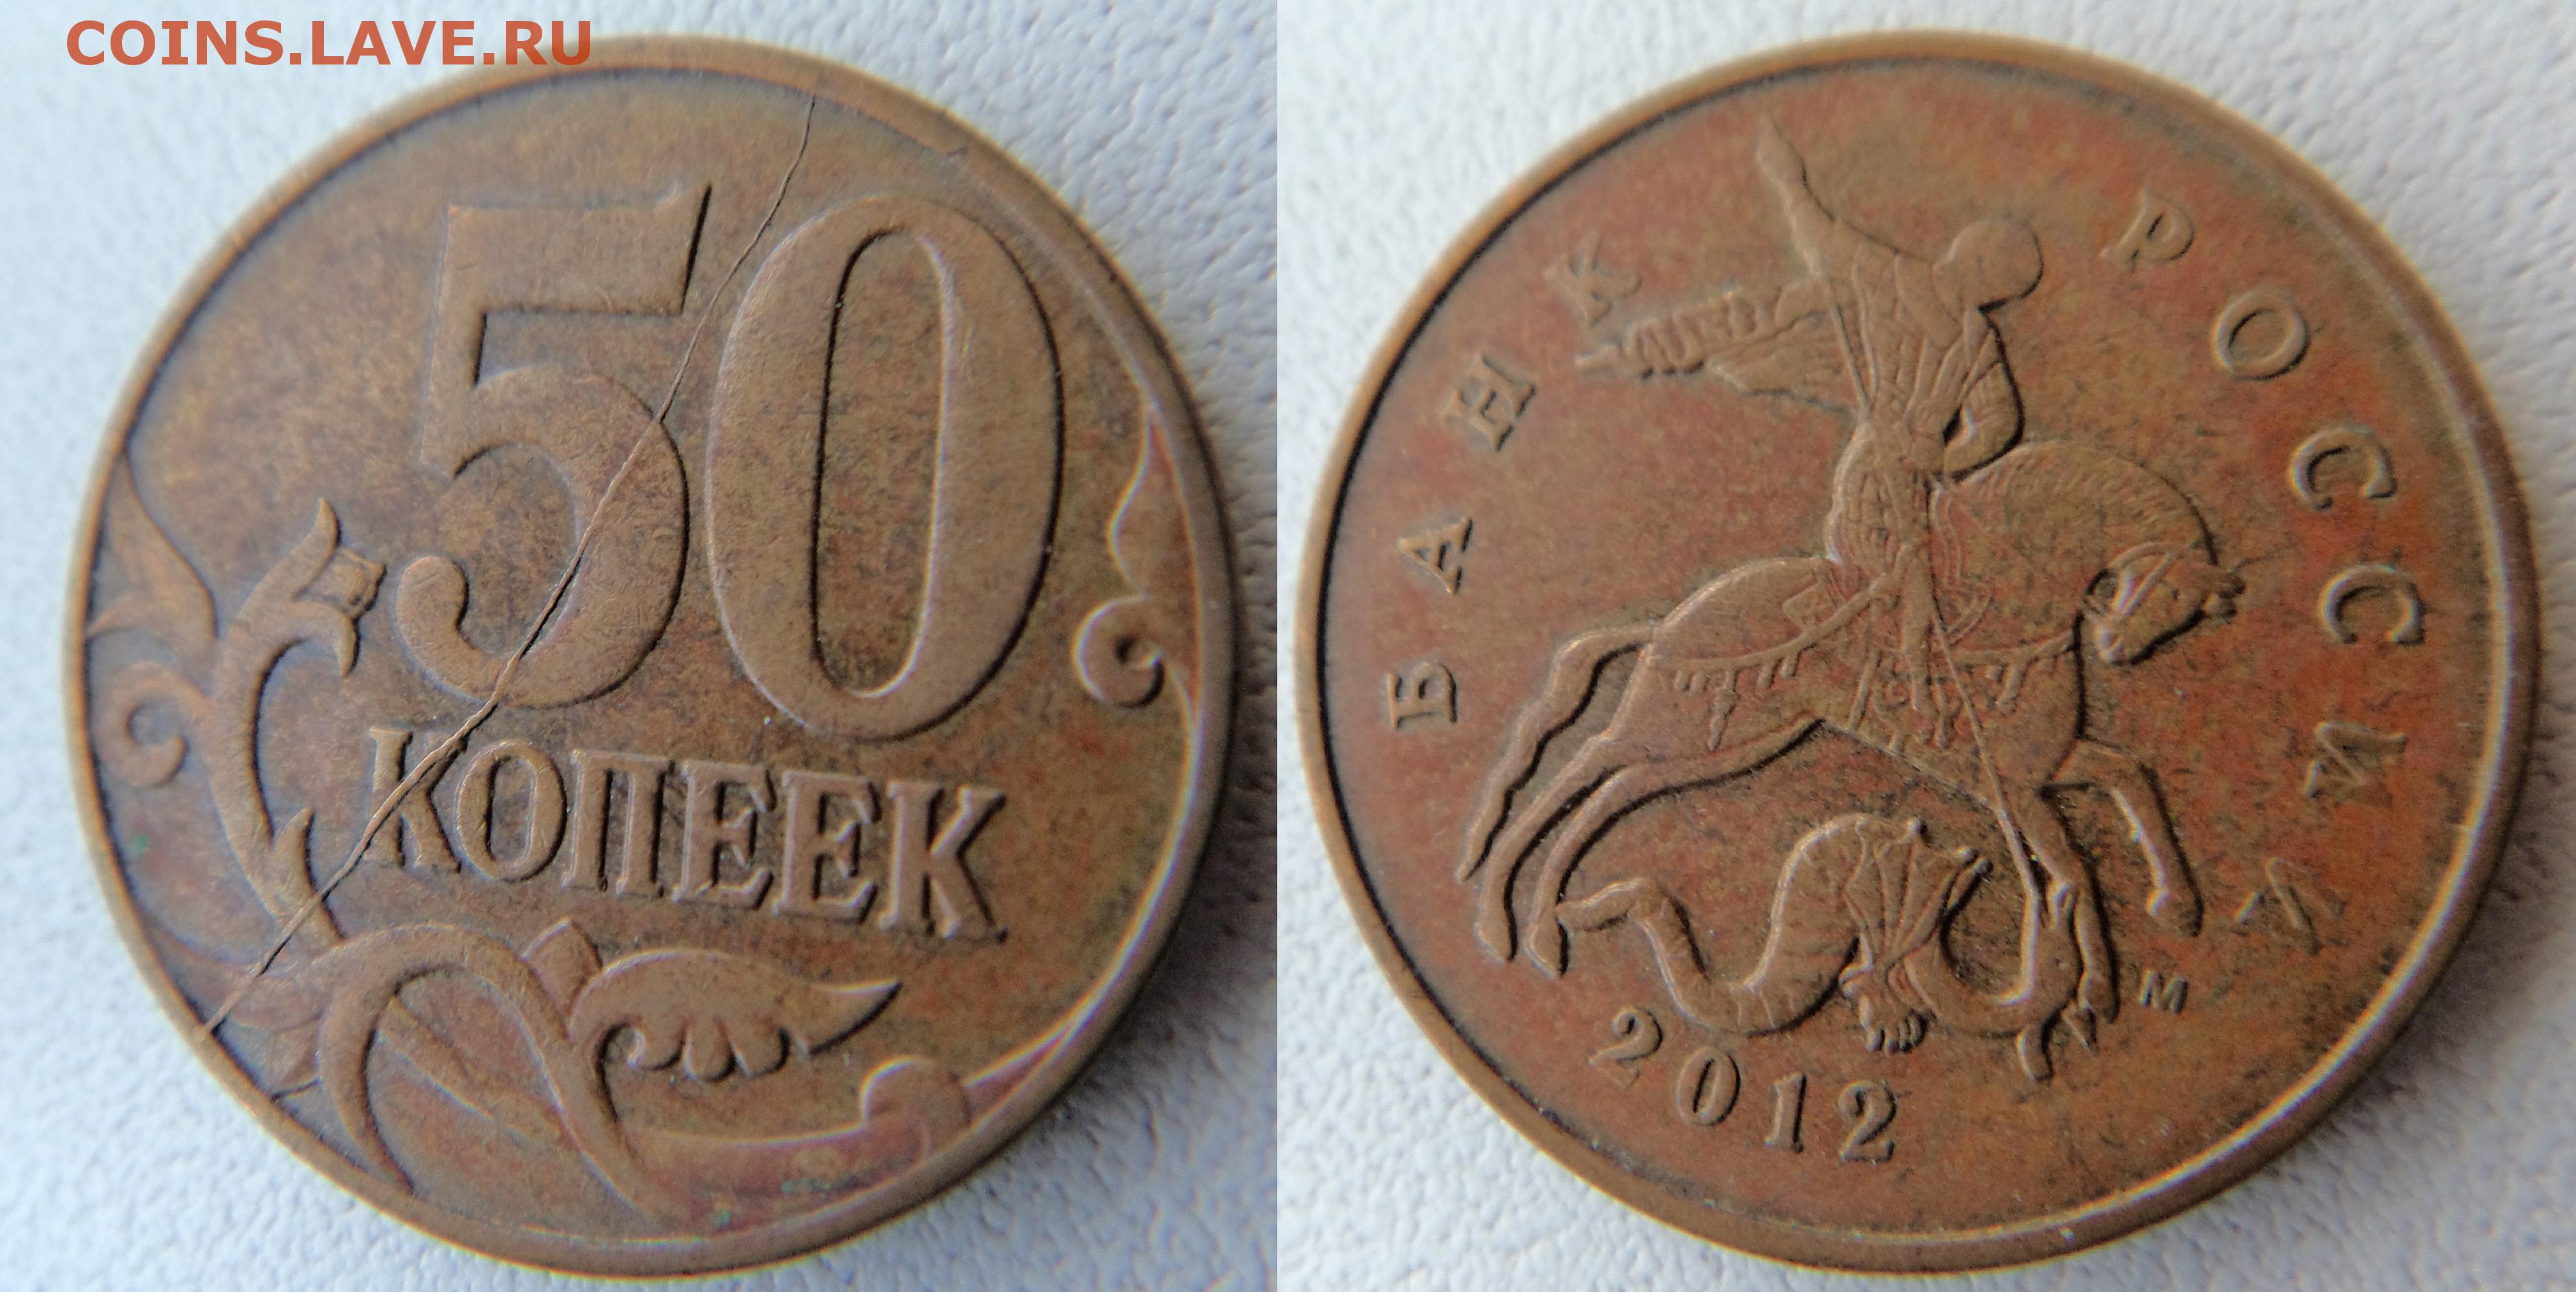 COINS.LAVE.RU
50
КОПЕЕК
БАНК РОССИИ
М
2012